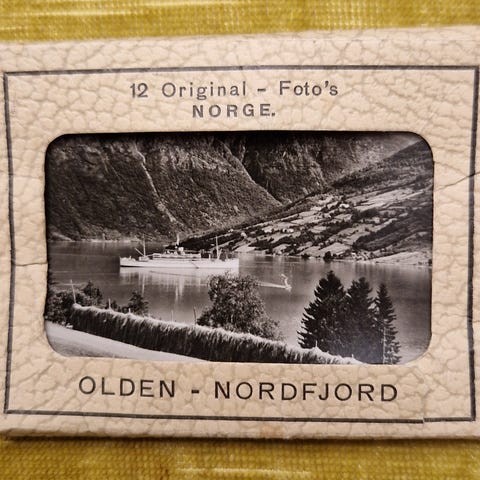 12 Original - Foto's
NORGE.
OLDEN - NORDFJORD